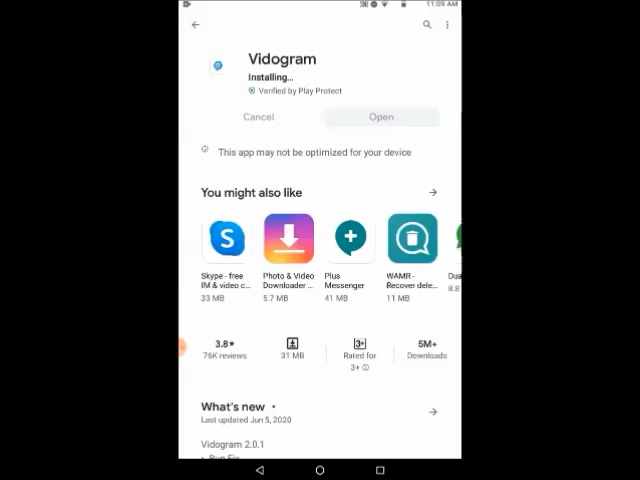 11:09 AM
Vidogram
Installing...
Verified by Play Protect
Cancel Open
This app may not be optimized for your device
You might also like
S
Skype - free Photo & Video Plus WAMR - Dua
IM & video c... Downloader ... Messenger Recover dele...
33 MB 5.7 MB 41 MB 11 MB 8.8
3.8★ 3+ 5M+
76K reviews 31 MB Rated for Downloads
3+
What's new •
Last updated Jun 5, 2020
Vidogram 2.0.1